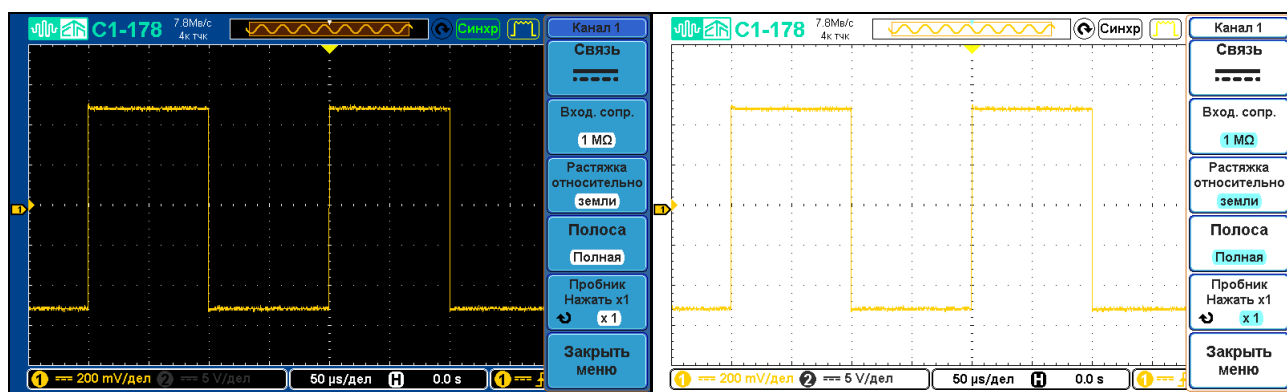 С1-178
7.8Мв/с
4к тчк
Синхр
Канал 1
Связь
Вход. сопр.
1 MΩ
Растяжка
относительно
земли
Полоса
Полная
Пробник
Нажать x1
x 1
Закрыть
меню
1
1 200 mV/дел 2 5 V/дел
50 µs/дел H 0.0 s
1
С1-178
7.8Мв/с
4к тчк
Синхр
Канал 1
Связь
Вход. сопр.
1 MΩ
Растяжка
относительно
земли
Полоса
Полная
Пробник
Нажать x1
x 1
Закрыть
меню
1
1 200 mV/дел 2 5 V/дел
50 µs/дел H 0.0 s
1